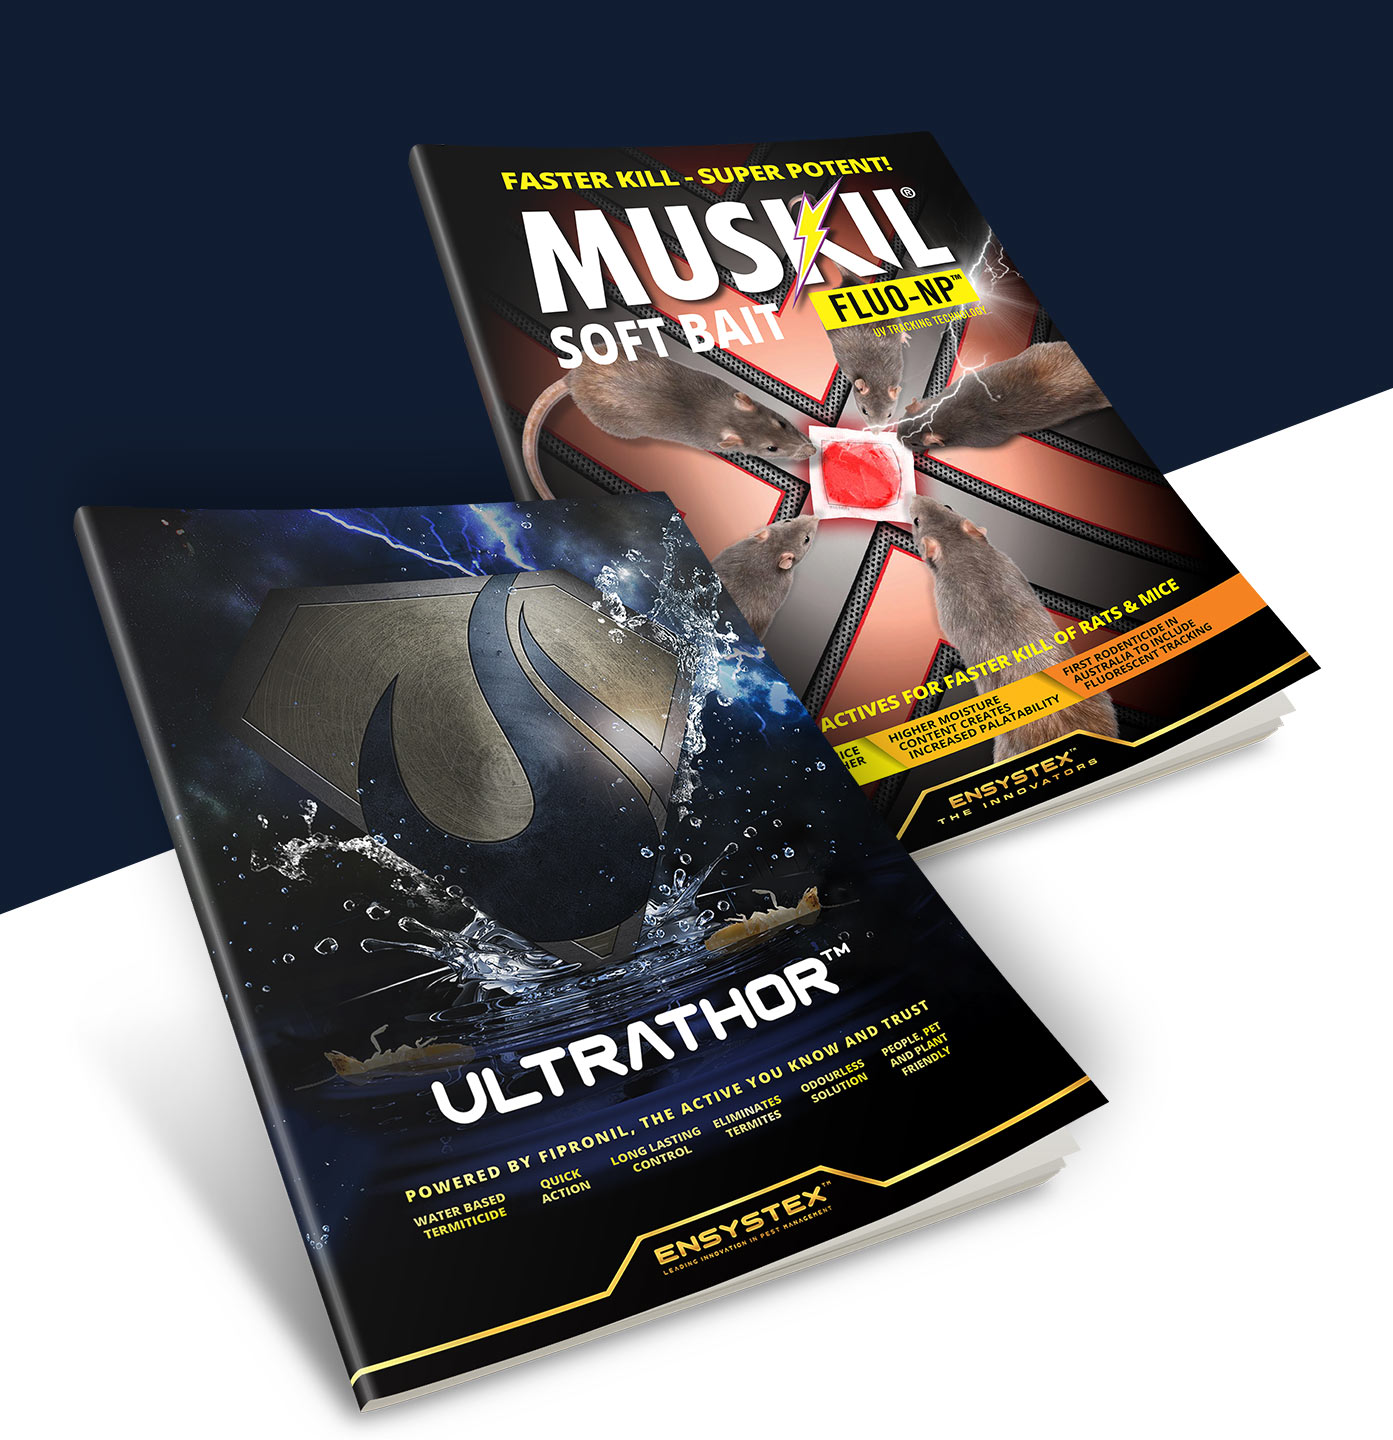 FASTER KILL - SUPER POTENT!
MUSKIL®
SOFT BAIT
FLUO-NP™
UV TRACKING TECHNOLOGY
ACTIVES FOR FASTER KILL OF RATS & MICE
HIGHER MOISTURE
CONTENT CREATES
INCREASED PALATABILITY
FIRST RODENTICIDE IN
AUSTRALIA TO INCLUDE
FLUORESCENT TRACKING
ENSYSTEX™
THE INNOVATORS
ULTRATHOR™
POWERED BY FIPRONIL, THE ACTIVE YOU KNOW AND TRUST
WATER BASED
TERMITICIDE
QUICK
ACTION
LONG LASTING
CONTROL
ELIMINATES
TERMITES
ODOURLESS
SOLUTION
PEOPLE, PET
AND PLANT
FRIENDLY
ENSYSTEX™
LEADING INNOVATION IN PEST MANAGEMENT